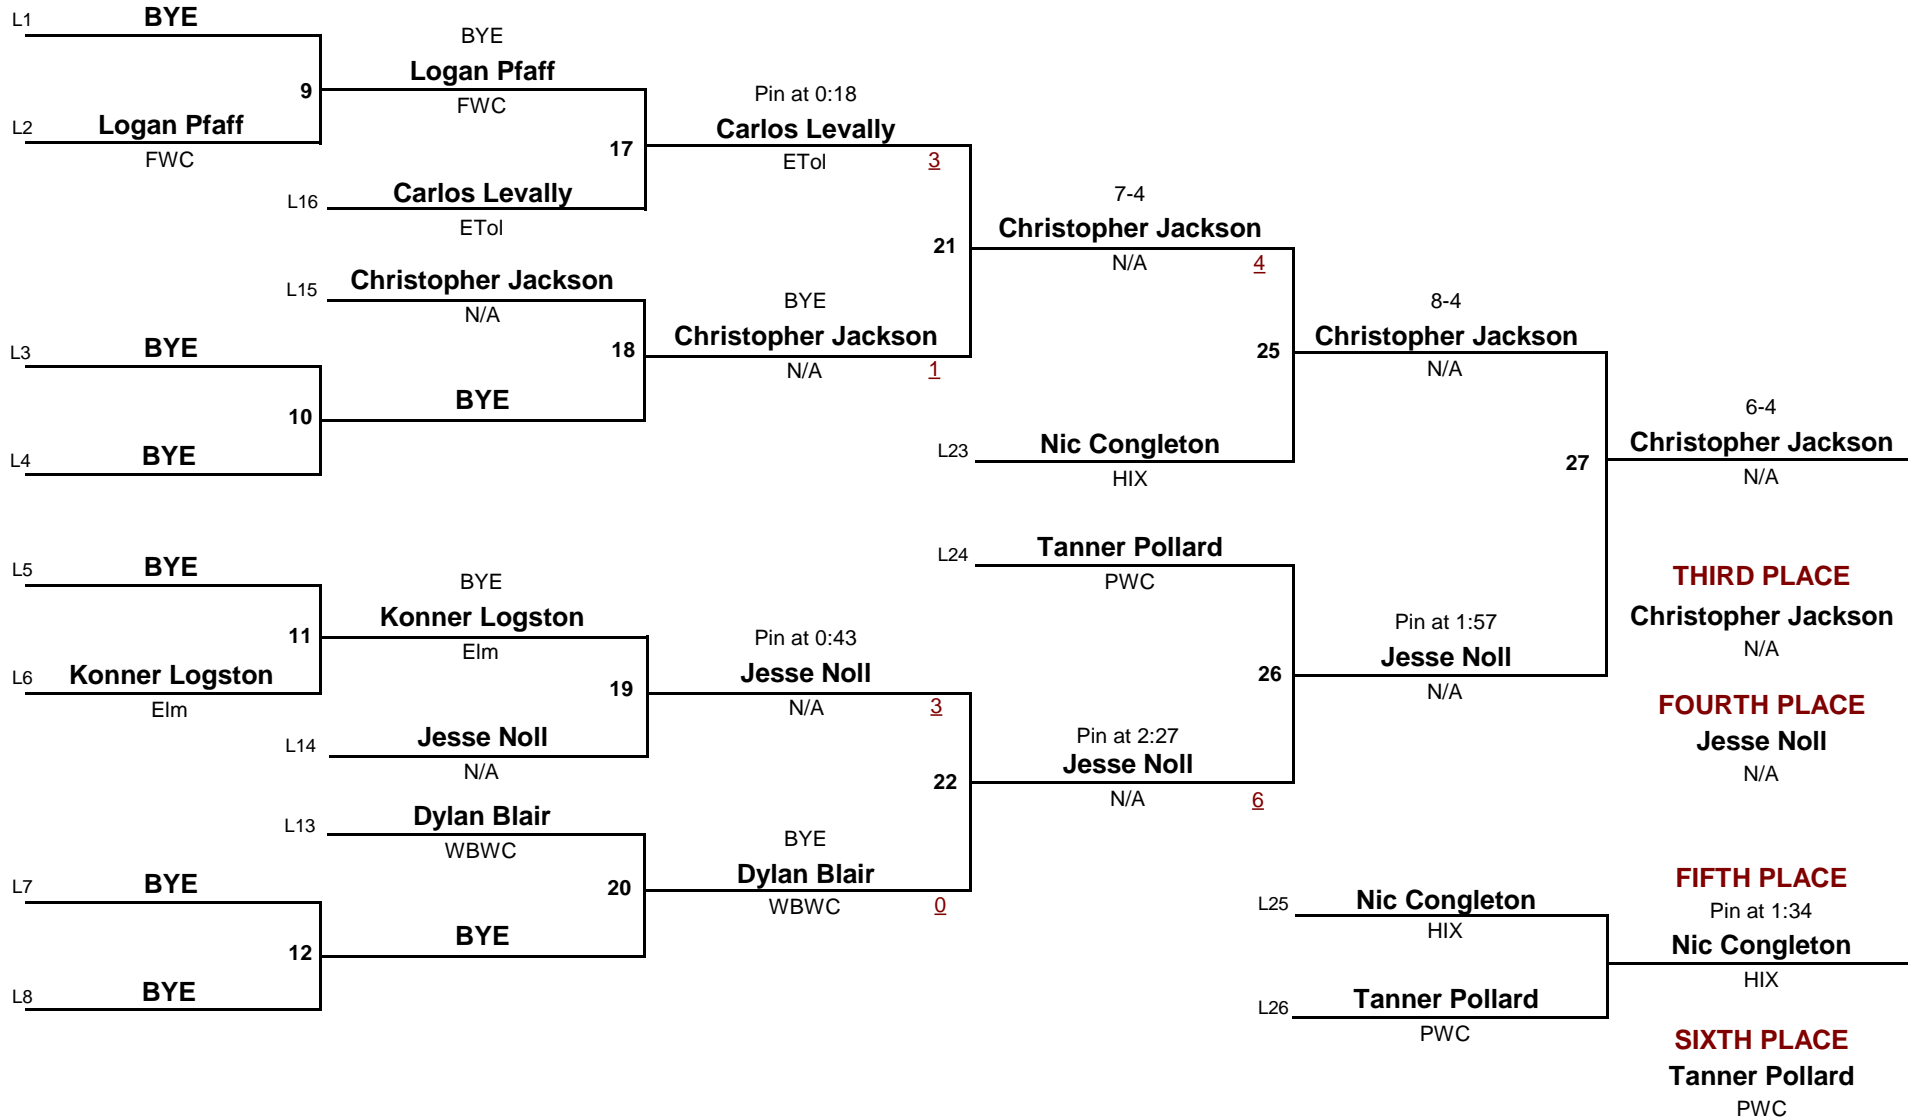 L1
BYE
BYE
Logan Pfaff
9
FWC
Pin at 0:18
L2
Logan Pfaff
FWC
Carlos Levally
17
ETol
3
L16
Carlos Levally
ETol
7-4
Christopher Jackson
21
N/A
4
L15
Christopher Jackson
N/A
BYE
Christopher Jackson
18
N/A
1
8-4
Christopher Jackson
25
N/A
L3
BYE
10
BYE
L4
BYE
L23
Nic Congleton
HIX
6-4
Christopher Jackson
27
N/A
L24
Tanner Pollard
PWC
L5
BYE
BYE
Konner Logston
11
Elm
L6
Konner Logston
Elm
Pin at 0:43
Jesse Noll
19
N/A
3
L14
Jesse Noll
N/A
Pin at 1:57
Jesse Noll
26
N/A
THIRD PLACE
Christopher Jackson
N/A
FOURTH PLACE
Jesse Noll
N/A
Pin at 2:27
Jesse Noll
22
N/A
6
L13
Dylan Blair
WBWC
BYE
Dylan Blair
20
WBWC
0
L7
BYE
12
BYE
L8
BYE
L25
Nic Congleton
HIX
L26
Tanner Pollard
PWC
FIFTH PLACE
Pin at 1:34
Nic Congleton
HIX
SIXTH PLACE
Tanner Pollard
PWC